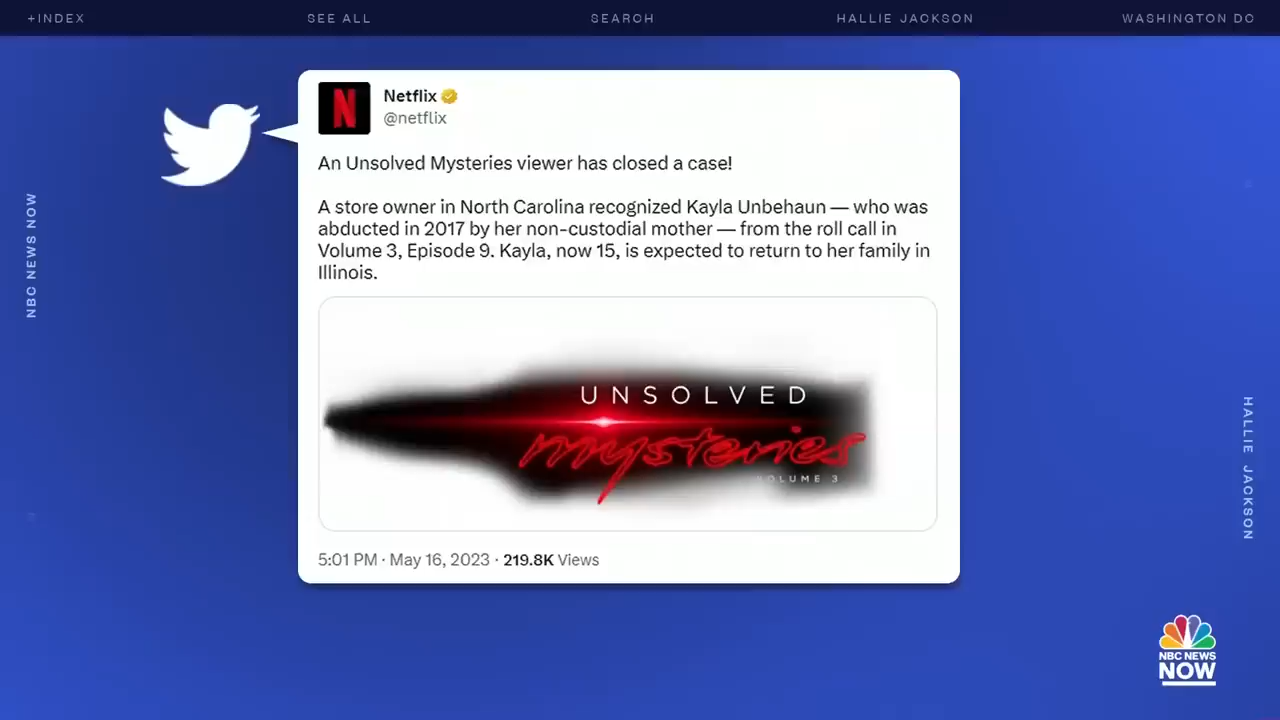 +INDEX
SEE ALL
SEARCH
HALLIE JACKSON
WASHINGTON DC
NBC NEWS NOW
N
Netflix
@netflix
An Unsolved Mysteries viewer has closed a case!
A store owner in North Carolina recognized Kayla Unbehaun — who was
abducted in 2017 by her non-custodial mother — from the roll call in
Volume 3, Episode 9. Kayla, now 15, is expected to return to her family in
Illinois.
UNSOLVED
mysteries
VOLUME 3
5:01 PM · May 16, 2023 · 219.8K Views
HALLIE JACKSON
NBC NEWS
NOW